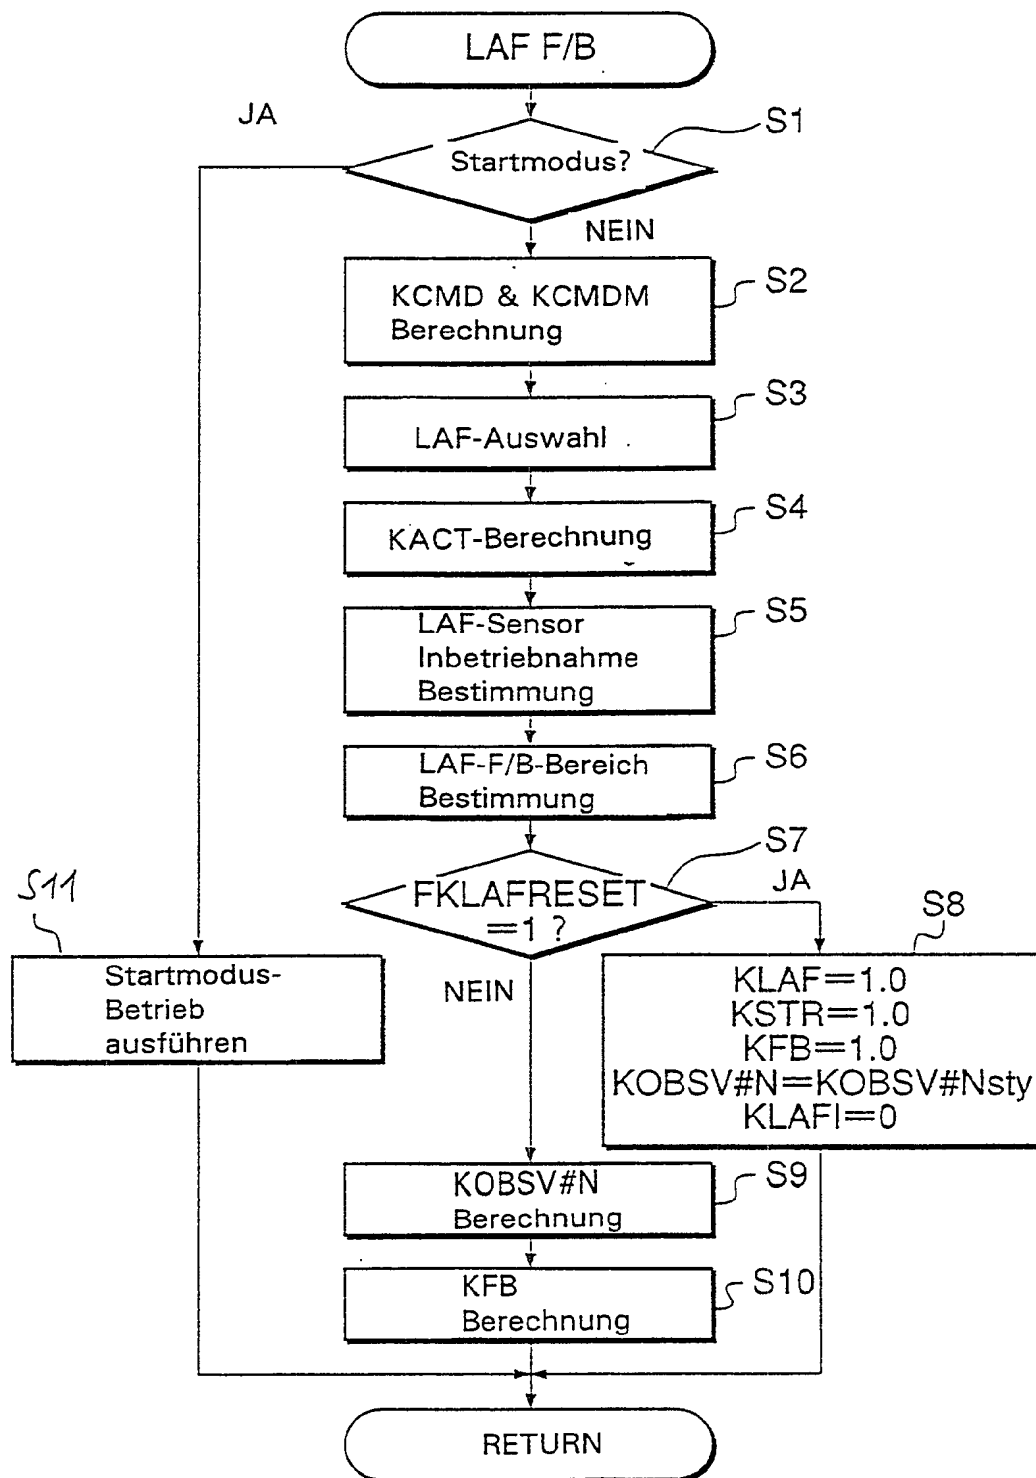 LAF F/B
JA
S1
Startmodus?
NEIN
S2
KCMD & KCMDM
Berechnung
S3
LAF-Auswahl
S4
KACT-Berechnung
S5
LAF-Sensor
Inbetriebnahme
Bestimmung
S6
LAF-F/B-Bereich
Bestimmung
S7
FKLAFRESET
=1 ?
JA
S11
Startmodus-
Betrieb
ausführen
NEIN
S8
KLAF=1.0
KSTR=1.0
KFB=1.0
KOBSV#N=KOBSV#Nsty
KLAFI=0
S9
KOBSV#N
Berechnung
S10
KFB
Berechnung
RETURN